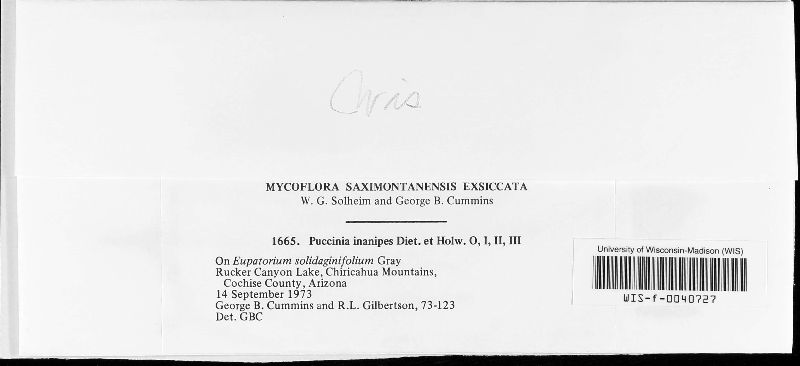 Chris
MYCOFLORA SAXIMONTANENSIS EXSICCATA
W. G. Solheim and George B. Cummins
1665. Puccinia inanipes Diet. et Holw. O, I, II, III
On Eupatorium solidaginifolium Gray
Rucker Canyon Lake, Chiricahua Mountains,
Cochise County, Arizona
14 September 1973
George B. Cummins and R.L. Gilbertson, 73-123
Det. GBC
University of Wisconsin-Madison (WIS)
WIS-f-0040727